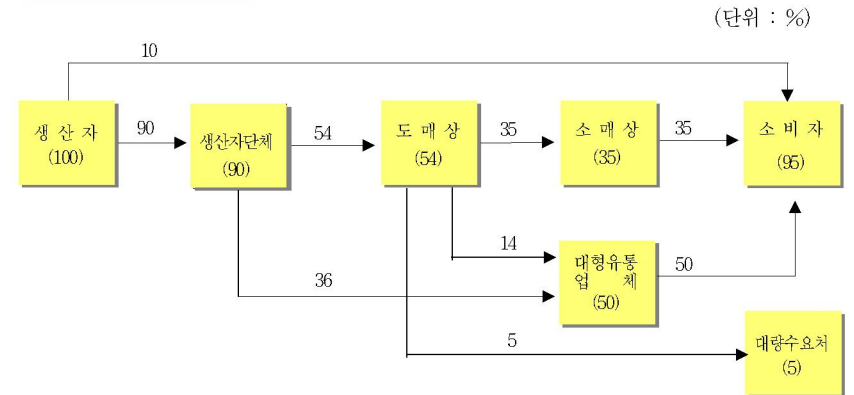 (단위 : %)
10
생 산 자
(100)
90
생산자단체
(90)
54
도 매 상
(54)
35
소 매 상
(35)
35
소 비 자
(95)
14
36
대형유통
업 체
(50)
50
5
대량수요처
(5)